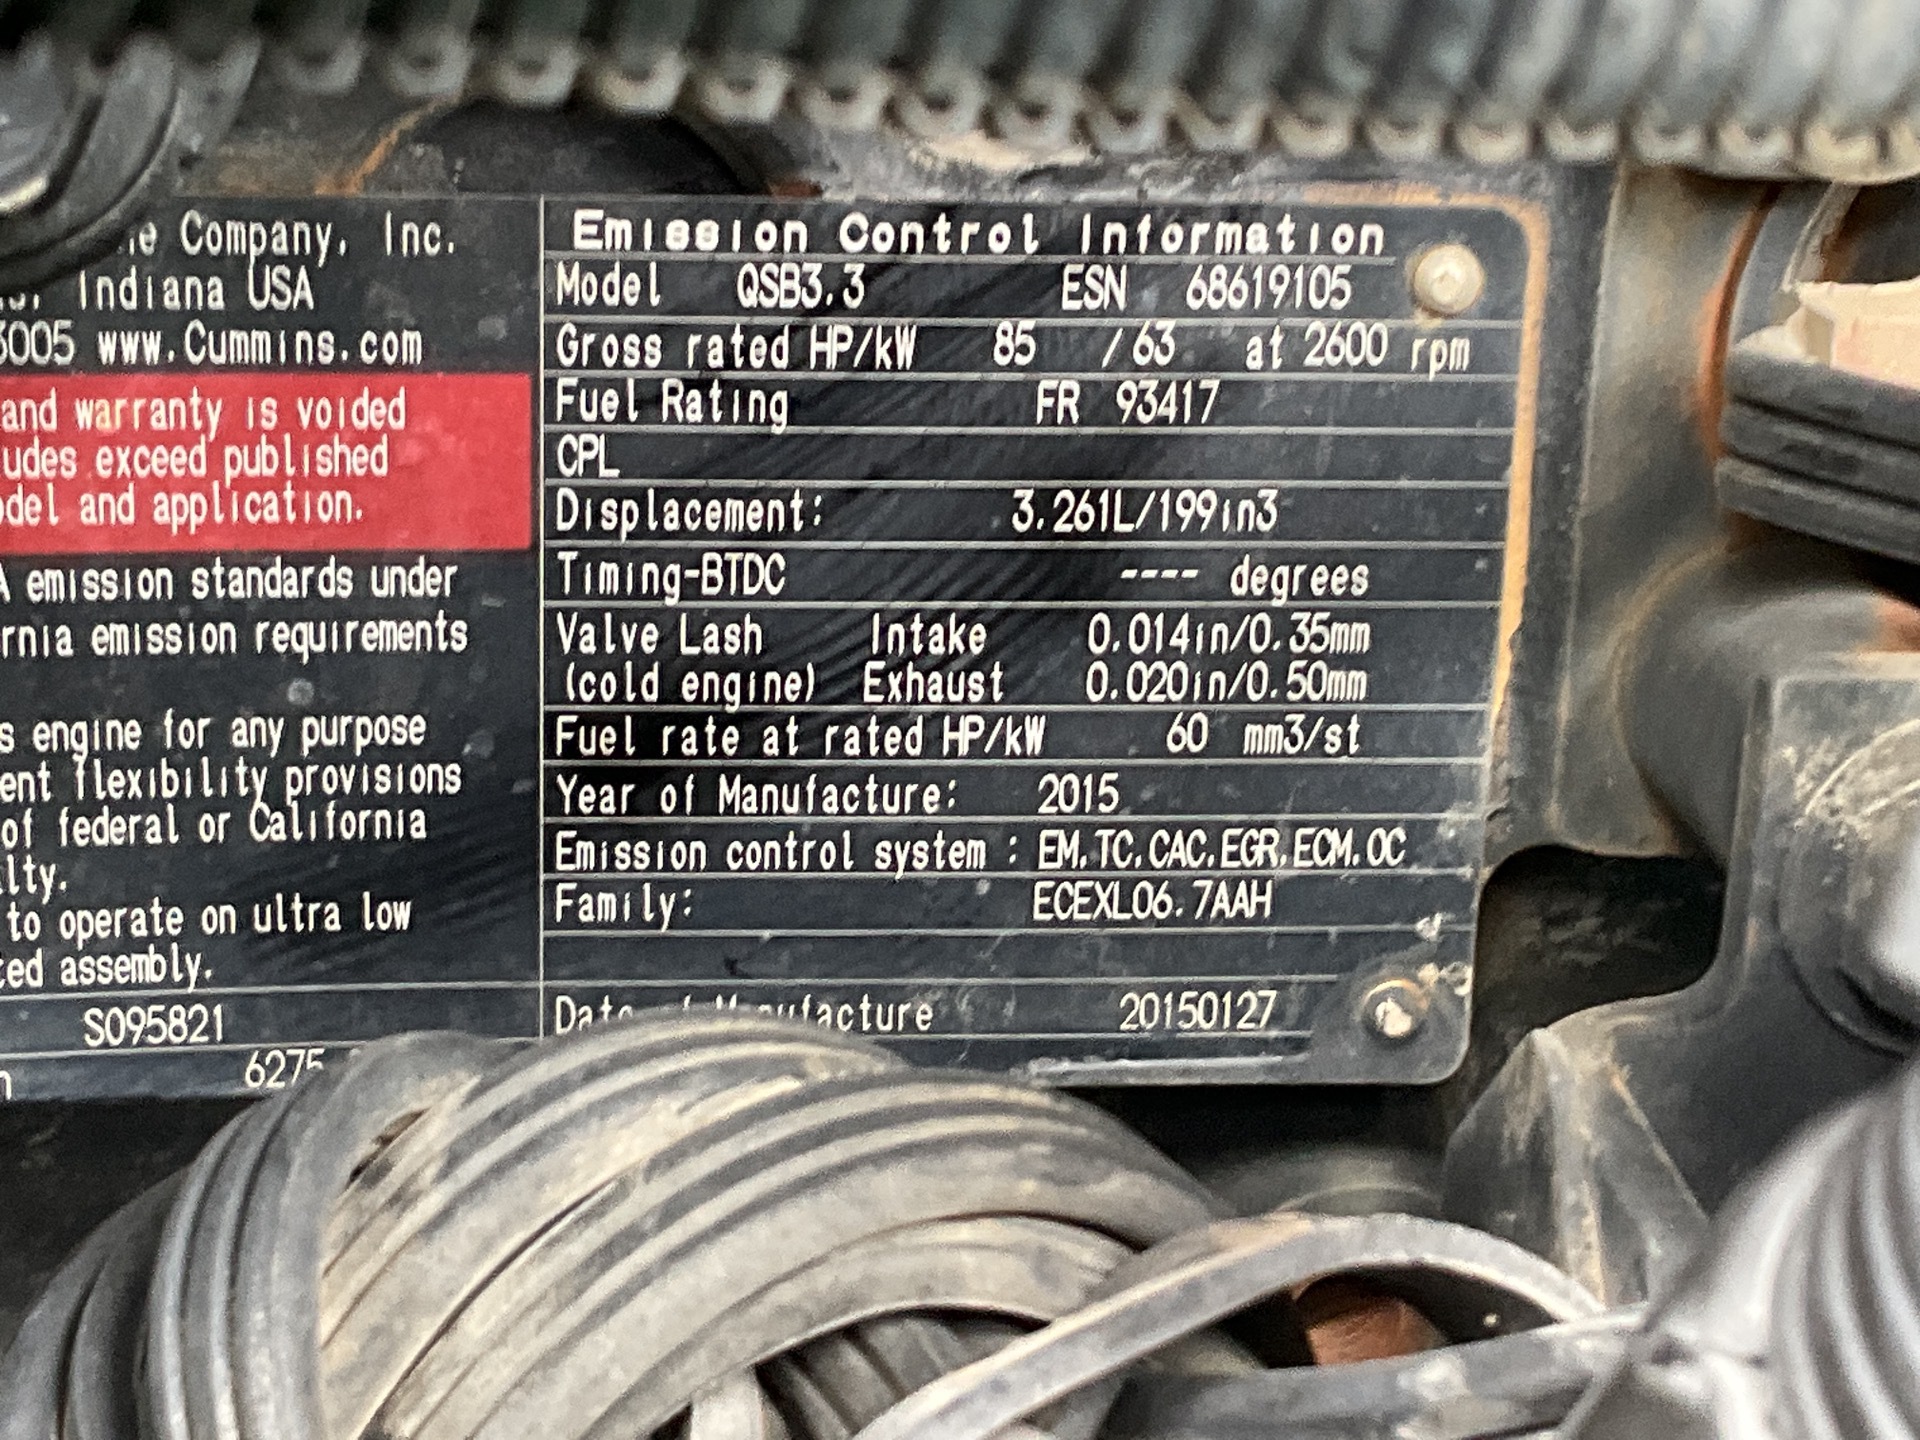 Company, Inc.
Indiana USA
www.Cummins.com
and warranty is voided
exceed published
and application.
emission standards under
emission requirements
engine for any purpose
flexibility provisions
of federal or California
to operate on ultra low
assembly.
SO95821
Emission Control Information
Model QSB3.3 ESN 68619105
Gross rated HP/kW 85 /63 at 2600 rpm
Fuel Rating FR 93417
CPL
Displacement: 3.261L/199in3
Timing-BTDC ---- degrees
Valve Lash Intake 0.014in/0.35mm
(cold engine) Exhaust 0.020in/0.50mm
Fuel rate at rated HP/kW 60 mm3/st
Year of Manufacture: 2015
Emission control system : EM.TC.CAC.EGR.ECM.OC
Family: ECEXL06.7AAH
Date of Manufacture 20150127